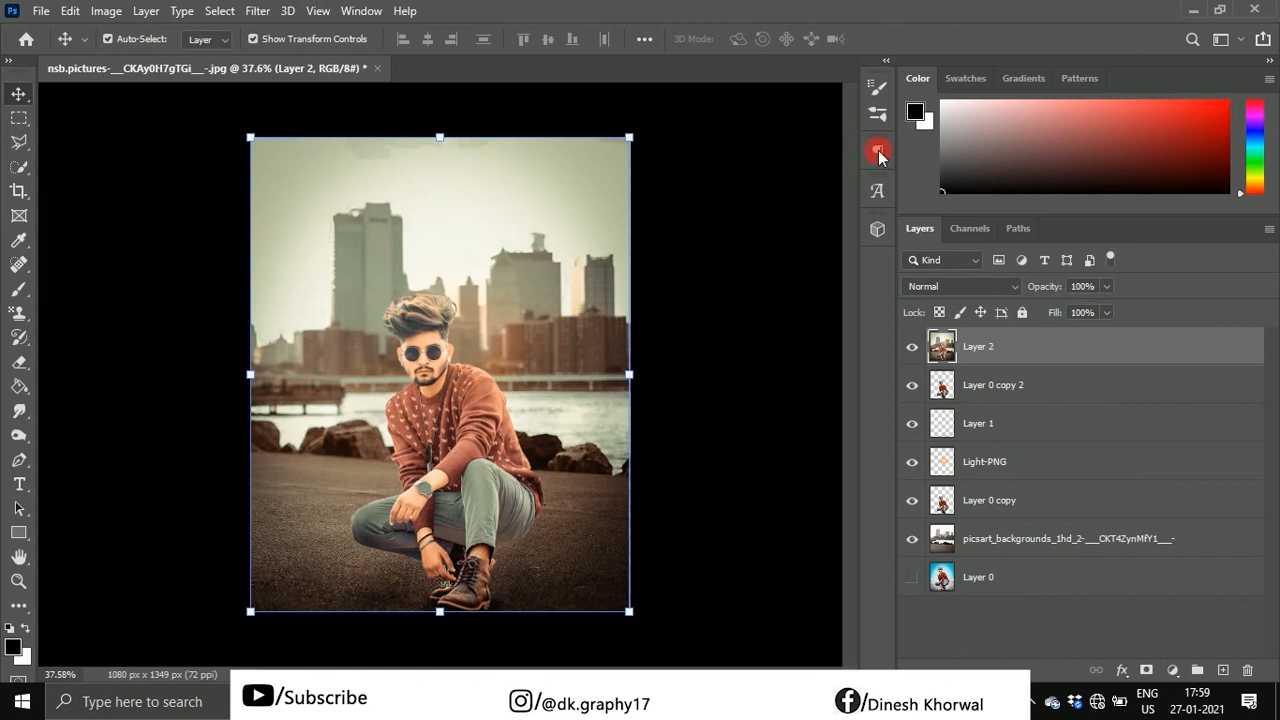 Ps File Edit Image Layer Type Select Filter 3D View Window Help
Auto-Select: Layer Show Transform Controls 3D Mode:
nsb.pictures-___CKAy0H7gTGi___-.jpg @ 37.6% (Layer 2, RGB/8#) *
Color Swatches Gradients Patterns
Layers Channels Paths
Kind
Normal Opacity: 100%
Lock: Fill: 100%
Layer 2
Layer 0 copy 2
Layer 1
Light-PNG
Layer 0 copy
picsart_backgrounds_1hd_2-___CKT4ZynMfY1___-
Layer 0
37.58% 1080 px x 1349 px (72 ppi)
Type here to search
/Subscribe
/@dk.graphy17
/Dinesh Khorwal
ENG
US
17:59
27-01-2021